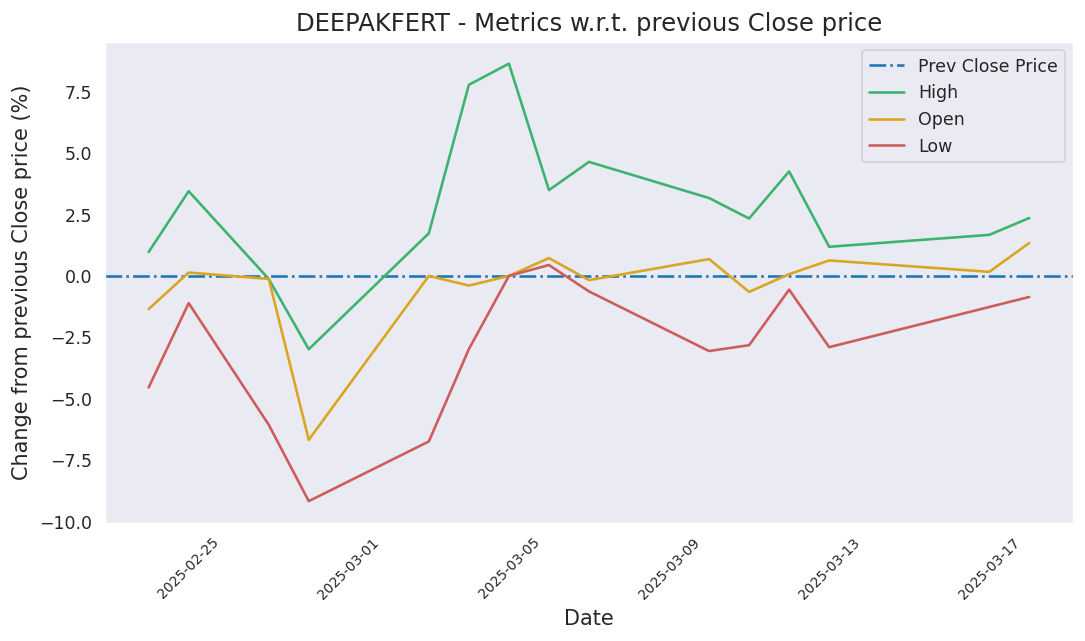 DEEPAKFERT - Metrics w.r.t. previous Close price
Prev Close Price
High
Open
Low
Change from previous Close price (%)
7.5
5.0
2.5
0.0
−2.5
−5.0
−7.5
−10.0
2025-02-25
2025-03-01
2025-03-05
2025-03-09
2025-03-13
2025-03-17
Date